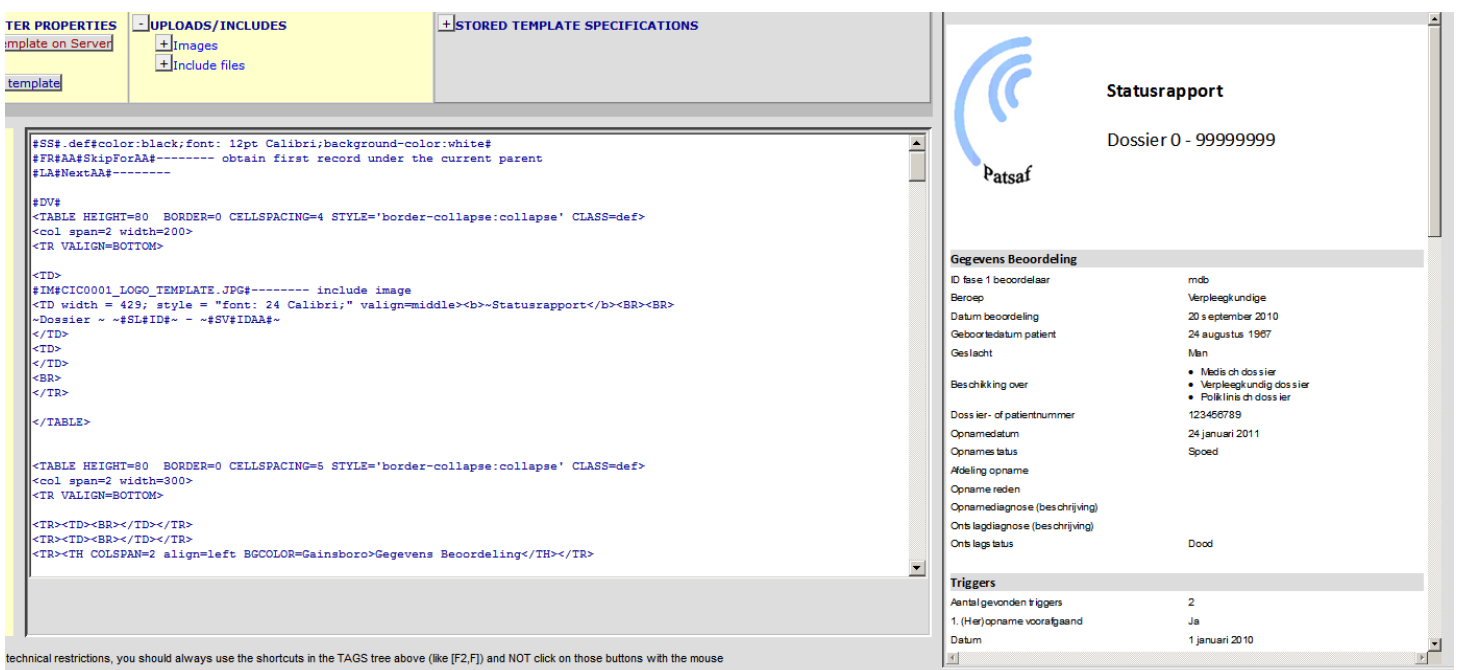 TER PROPERTIES
emplate on Server
template
- UPLOADS/INCLUDES
+ Images
+ Include files
+ STORED TEMPLATE SPECIFICATIONS
#SS#.def#color:black;font: 12pt Calibri;background-color:white#
#FR#AA#SkipForAA#-------- obtain first record under the current parent
#LA#NextAA#--------
#DV#
<TABLE HEIGHT=80  BORDER=0 CELLSPACING=4 STYLE='border-collapse:collapse' CLASS=def>
<col span=2 width=200>
<TR VALIGN=BOTTOM>
<TD>
#IM#CIC0001_LOGO_TEMPLATE.JPG#-------- include image
<TD width = 429; style = "font: 24 Calibri;" valign=middle><b>~Statusrapport</b><BR><BR>
~Dossier ~ ~#SL#ID#~ - ~#SV#IDAA#~
</TD>
<TD>
</TD>
<BR>
</TR>
</TABLE>
<TABLE HEIGHT=80  BORDER=0 CELLSPACING=5 STYLE='border-collapse:collapse' CLASS=def>
<col span=2 width=300>
<TR VALIGN=BOTTOM>
<TR><TD><BR></TD></TR>
<TR><TD><BR></TD></TR>
<TR><TH COLSPAN=2 align=left BGCOLOR=Gainsboro>Gegevens Beoordeling</TH></TR>
technical restrictions, you should always use the shortcuts in the TAGS tree above (like [F2,F]) and NOT click on those buttons with the mouse
Patsaf
Statusrapport
Dossier 0 - 99999999
Gegevens Beoordeling
ID fase 1 beoordelaar mdb
Beroep Verpleegkundige
Datum beoordeling 20 september 2010
Geboortedatum patient 24 augustus 1967
Geslacht Man
Beschikking over
• Medisch dossier
• Verpleegkundig dossier
• Poliklinisch dossier
Dossier- of patientnummer 123456789
Opnamedatum 24 januari 2011
Opnamestatus Spoed
Afdeling opname
Opname reden
Opnamediagnose (beschrijving)
Ontslagdiagnose (beschrijving)
Ontslagstatus Dood
Triggers
Aantal gevonden triggers 2
1. (Her)opname voorafgaand Ja
Datum 1 januari 2010